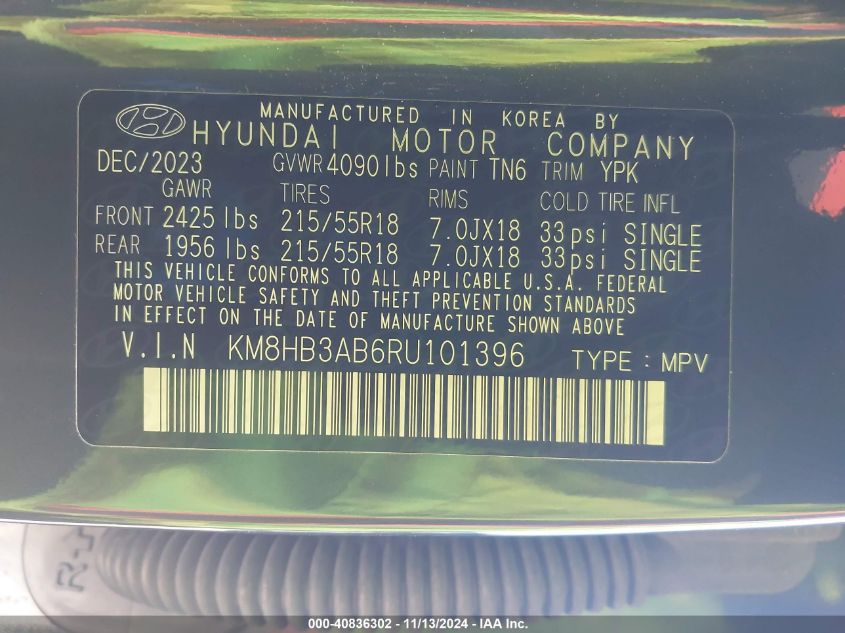 MANUFACTURED IN KOREA BY
HYUNDAI MOTOR COMPANY
DEC/2023 GVWR 4090 lbs PAINT TN6 TRIM YPK
GAWR TIRES RIMS COLD TIRE INFL
FRONT 2425 lbs 215/55R18 7.0JX18 33psi SINGLE
REAR 1956 lbs 215/55R18 7.0JX18 33psi SINGLE
THIS VEHICLE CONFORMS TO ALL APPLICABLE U.S.A. FEDERAL
MOTOR VEHICLE SAFETY AND THEFT PREVENTION STANDARDS
IN EFFECT ON THE DATE OF MANUFACTURE SHOWN ABOVE
V.I.N KM8HB3AB6RU101396 TYPE : MPV
000-40836302 — 11/13/2024 — IAA Inc.